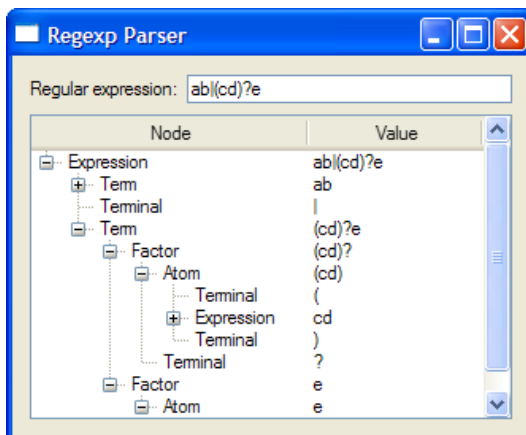 Regexp Parser
Regular expression: ab|(cd)?e
Node Value
Expression ab|(cd)?e
Term ab
Terminal |
Term (cd)?e
Factor (cd)?
Atom (cd)
Terminal (
Expression cd
Terminal )
Terminal ?
Factor e
Atom e